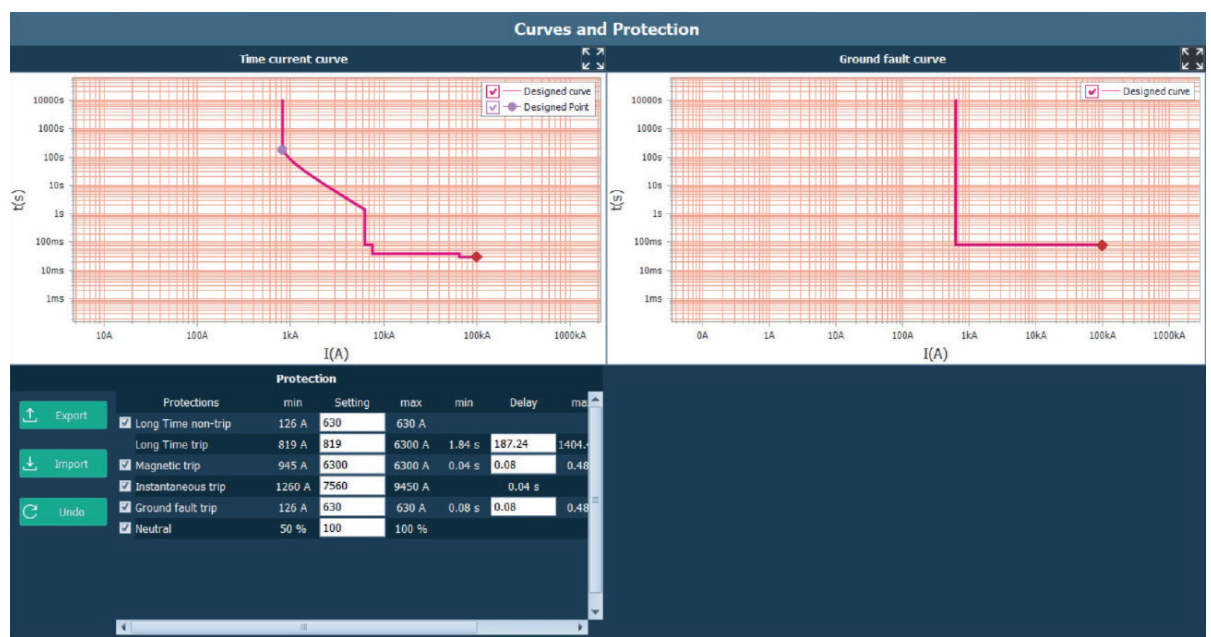 Curves and Protection
Time current curve
Designed curve
Designed Point
10000s
1000s
100s
10s
1s
100ms
10ms
1ms
t(s)
10A 100A 1kA 10kA 100kA 1000kA
I(A)
Ground fault curve
Designed curve
10000s
1000s
100s
10s
1s
100ms
10ms
1ms
t(s)
0A 1A 10A 100A 1kA 10kA 100kA 1000kA
I(A)
Protection
Export
Import
Undo
Protections min Setting max min Delay ma
Long Time non-trip 126 A 630 630 A
Long Time trip 819 A 819 6300 A 1.84 s 187.24 1404.4
Magnetic trip 945 A 6300 6300 A 0.04 s 0.08 0.48
Instantaneous trip 1260 A 7560 9450 A 0.04 s
Ground fault trip 126 A 630 630 A 0.08 s 0.08 0.48
Neutral 50 % 100 100 %